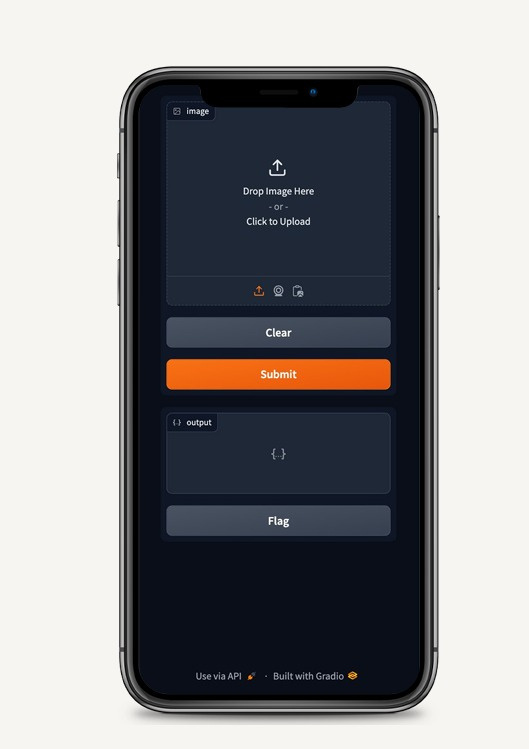 image
Drop Image Here
- or -
Click to Upload
Clear
Submit
{..} output
{...}
Flag
Use via API · Built with Gradio